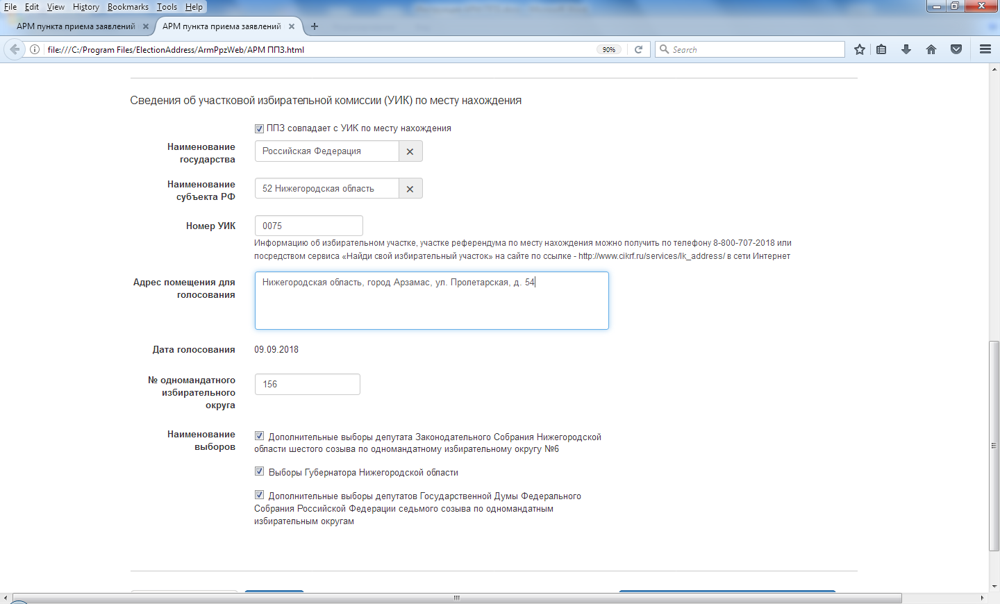 File Edit View History Bookmarks Tools Help
АРМ пункта приема заявлений × АРМ пункта приема заявлений × +
file:///C:/Program Files/ElectionAddress/ArmPpzWeb/АРМ ППЗ.html 90% Search
Сведения об участковой избирательной комиссии (УИК) по месту нахождения
ППЗ совпадает с УИК по месту нахождения
Наименование
государства
Российская Федерация ×
Наименование
субъекта РФ
52 Нижегородская область ×
Номер УИК
0075
Информацию об избирательном участке, участке референдума по месту нахождения можно получить по телефону 8-800-707-2018 или
посредством сервиса «Найди свой избирательный участок» на сайте по ссылке - http://www.cikrf.ru/services/lk_address/ в сети Интернет
Адрес помещения для
голосования
Нижегородская область, город Арзамас, ул. Пролетарская, д. 54
Дата голосования
09.09.2018
№ одномандатного
избирательного
округа
156
Наименование
выборов
Дополнительные выборы депутата Законодательного Собрания Нижегородской
области шестого созыва по одномандатному избирательному округу №6
Выборы Губернатора Нижегородской области
Дополнительные выборы депутатов Государственной Думы Федерального
Собрания Российской Федерации седьмого созыва по одномандатным
избирательным округам